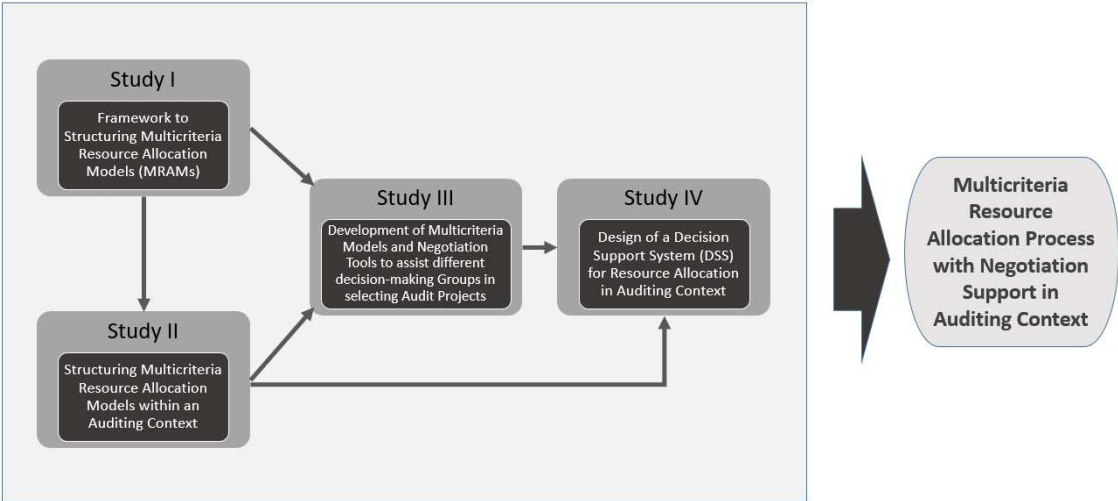 Study I
Framework to
Structuring Multicriteria
Resource Allocation
Models (MRAMs)
Study II
Structuring Multicriteria
Resource Allocation
Models within an
Auditing Context
Study III
Development of Multicriteria
Models and Negotiation
Tools to assist different
decision-making Groups in
selecting Audit Projects
Study IV
Design of a Decision
Support System (DSS)
for Resource Allocation
in Auditing Context
Multicriteria
Resource
Allocation Process
with Negotiation
Support in
Auditing Context